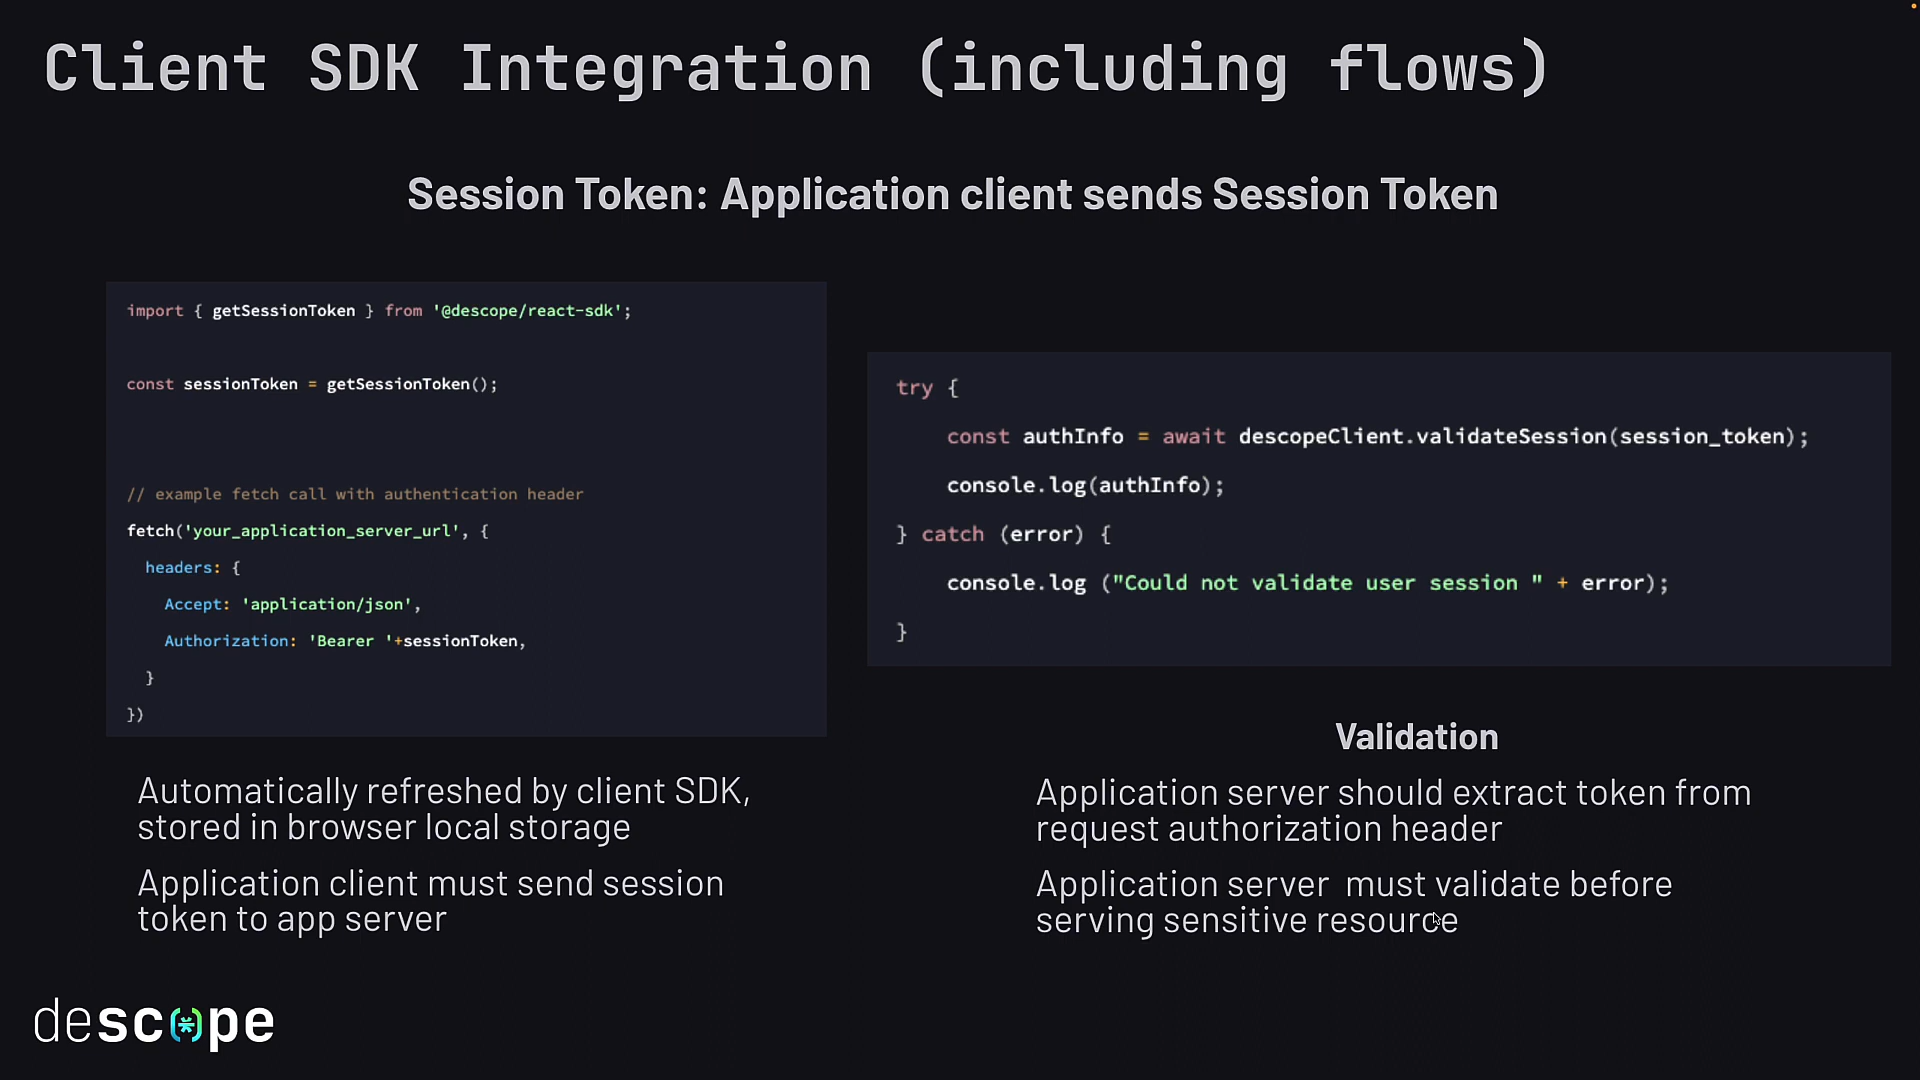 Client SDK Integration (including flows)
Session Token: Application client sends Session Token
import { getSessionToken } from '@descope/react-sdk';
const sessionToken = getSessionToken();
// example fetch call with authentication header
fetch('your_application_server_url', {
  headers: {
    Accept: 'application/json',
    Authorization: 'Bearer '+sessionToken,
  }
})
Automatically refreshed by client SDK,
stored in browser local storage
Application client must send session
token to app server
try {
    const authInfo = await descopeClient.validateSession(session_token);
    console.log(authInfo);
} catch (error) {
    console.log ("Could not validate user session " + error);
}
Validation
Application server should extract token from
request authorization header
Application server  must validate before
serving sensitive resource
descope